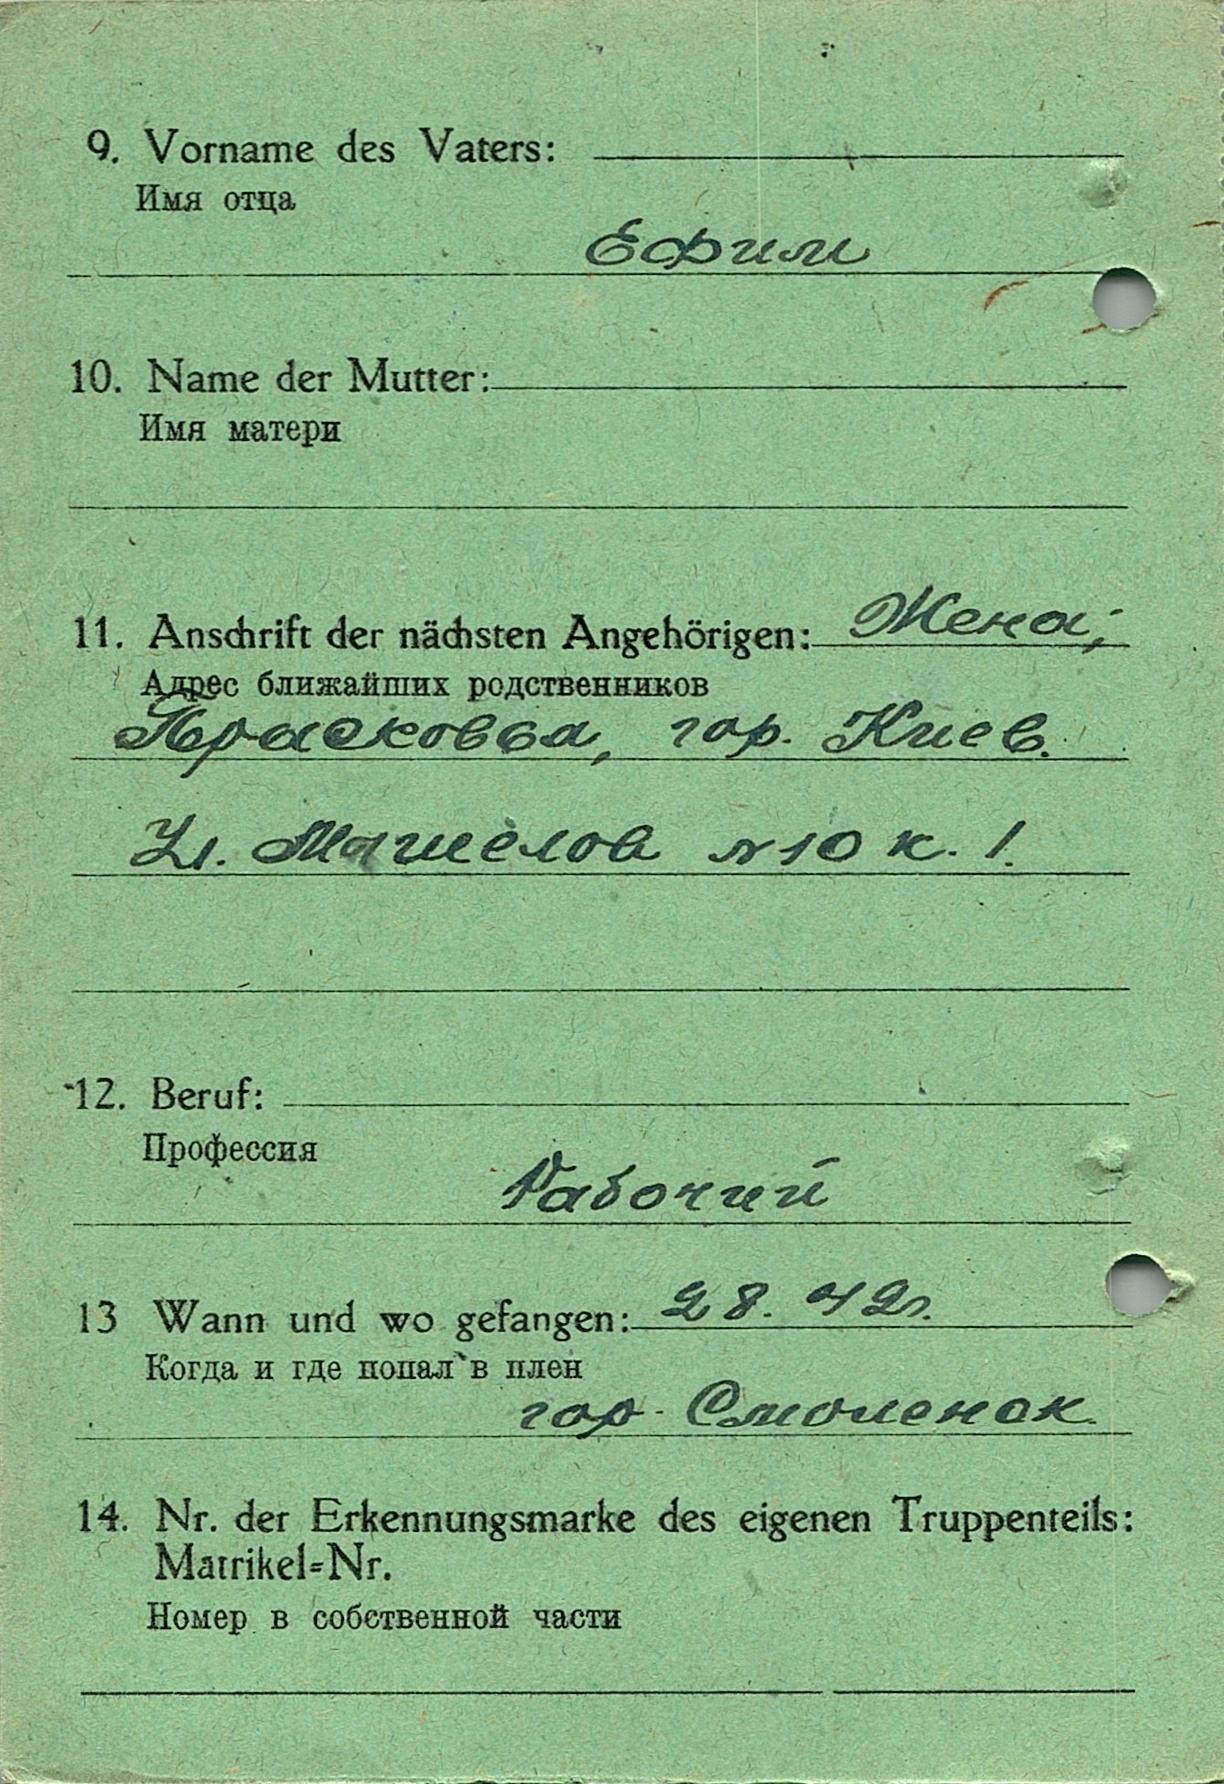 9. Vorname des Vaters:
Имя отца
Ефим
10. Name der Mutter:
Имя матери
11. Anschrift der nächsten Angehörigen: Жена,
Адрес ближайших родственников
Прасковья, гор. Киев.
Ул. Машелов №10 к. 1.
12. Beruf:
Профессия
Рабочий
13 Wann und wo gefangen: 28. 42г.
Когда и где попал в плен
гор. Смоленск.
14. Nr. der Erkennungsmarke des eigenen Truppenteils:
Matrikel=Nr.
Номер в собственной части